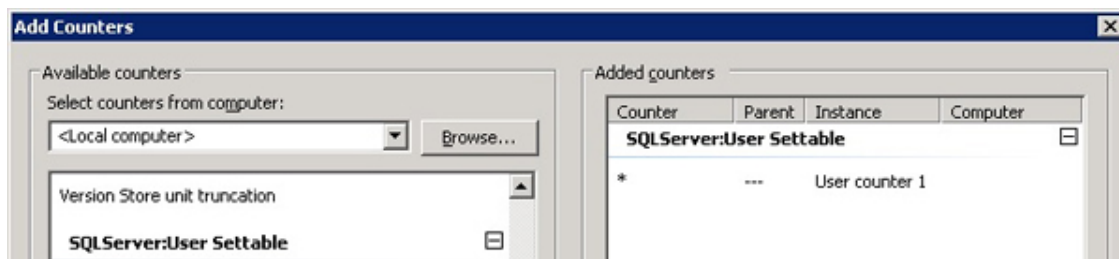 Add Counters
Available counters
Select counters from computer:
<Local computer>
Browse...
Version Store unit truncation
SQLServer:User Settable
Added counters
Counter Parent Instance Computer
SQLServer:User Settable
* --- User counter 1